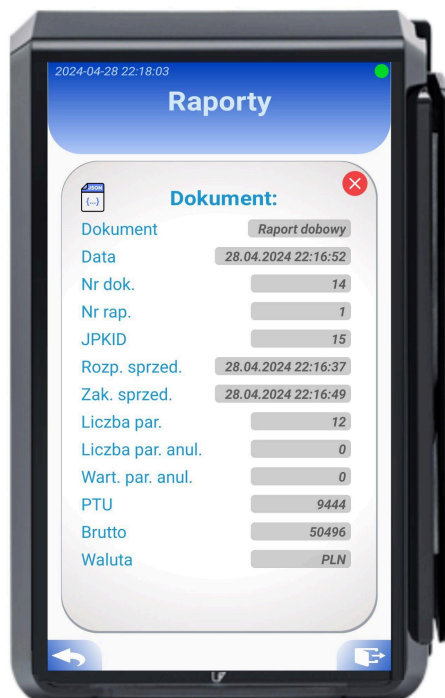 2024-04-28 22:18:03
Raporty
JSON
{...}
Dokument:
Dokument Raport dobowy
Data 28.04.2024 22:16:52
Nr dok. 14
Nr rap. 1
JPKID 15
Rozp. sprzed. 28.04.2024 22:16:37
Zak. sprzed. 28.04.2024 22:16:49
Liczba par. 12
Liczba par. anul. 0
Wart. par. anul. 0
PTU 9444
Brutto 50496
Waluta PLN